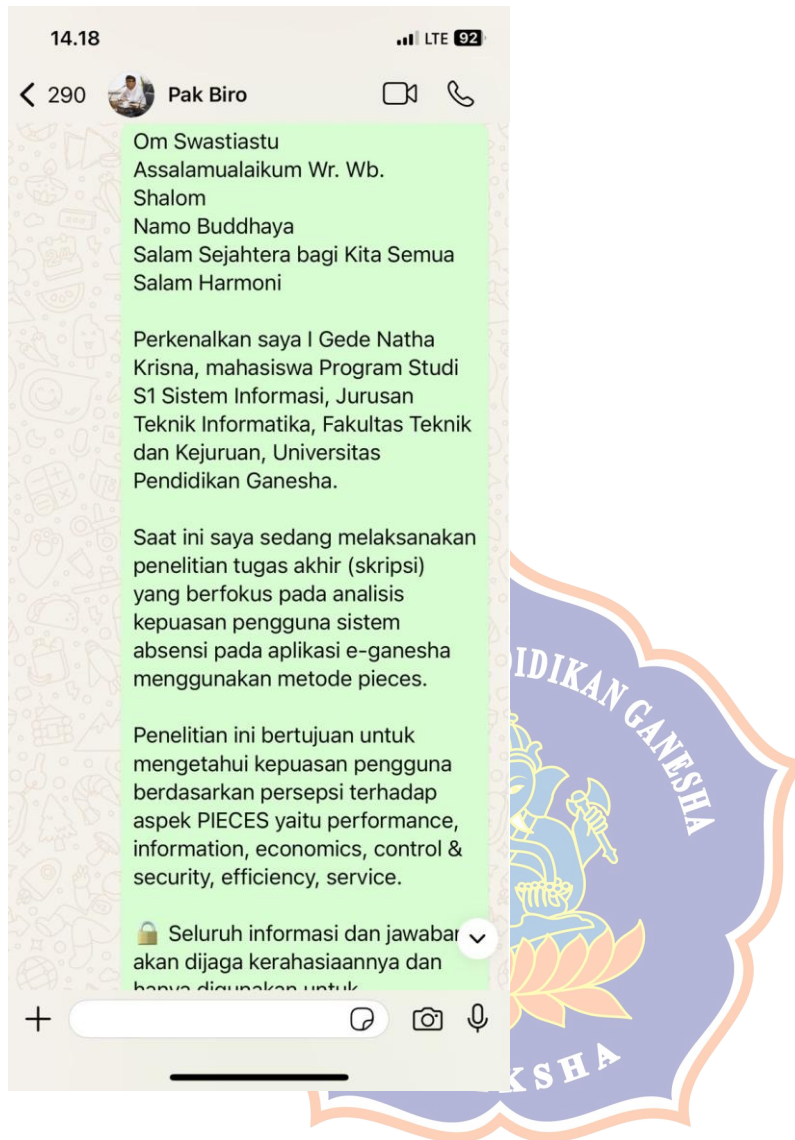 14.18
LTE 92
290 Pak Biro
Om Swastiastu
Assalamualaikum Wr. Wb.
Shalom
Namo Buddhaya
Salam Sejahtera bagi Kita Semua
Salam Harmoni
Perkenalkan saya I Gede Natha
Krisna, mahasiswa Program Studi
S1 Sistem Informasi, Jurusan
Teknik Informatika, Fakultas Teknik
dan Kejuruan, Universitas
Pendidikan Ganesha.
Saat ini saya sedang melaksanakan
penelitian tugas akhir (skripsi)
yang berfokus pada analisis
kepuasan pengguna sistem
absensi pada aplikasi e-ganesha
menggunakan metode pieces.
Penelitian ini bertujuan untuk
mengetahui kepuasan pengguna
berdasarkan persepsi terhadap
aspek PIECES yaitu performance,
information, economics, control &
security, efficiency, service.
🔒 Seluruh informasi dan jawaban
akan dijaga kerahasiaannya dan
hanya digunakan untuk
DIDIKAN GANESHA
KSHA